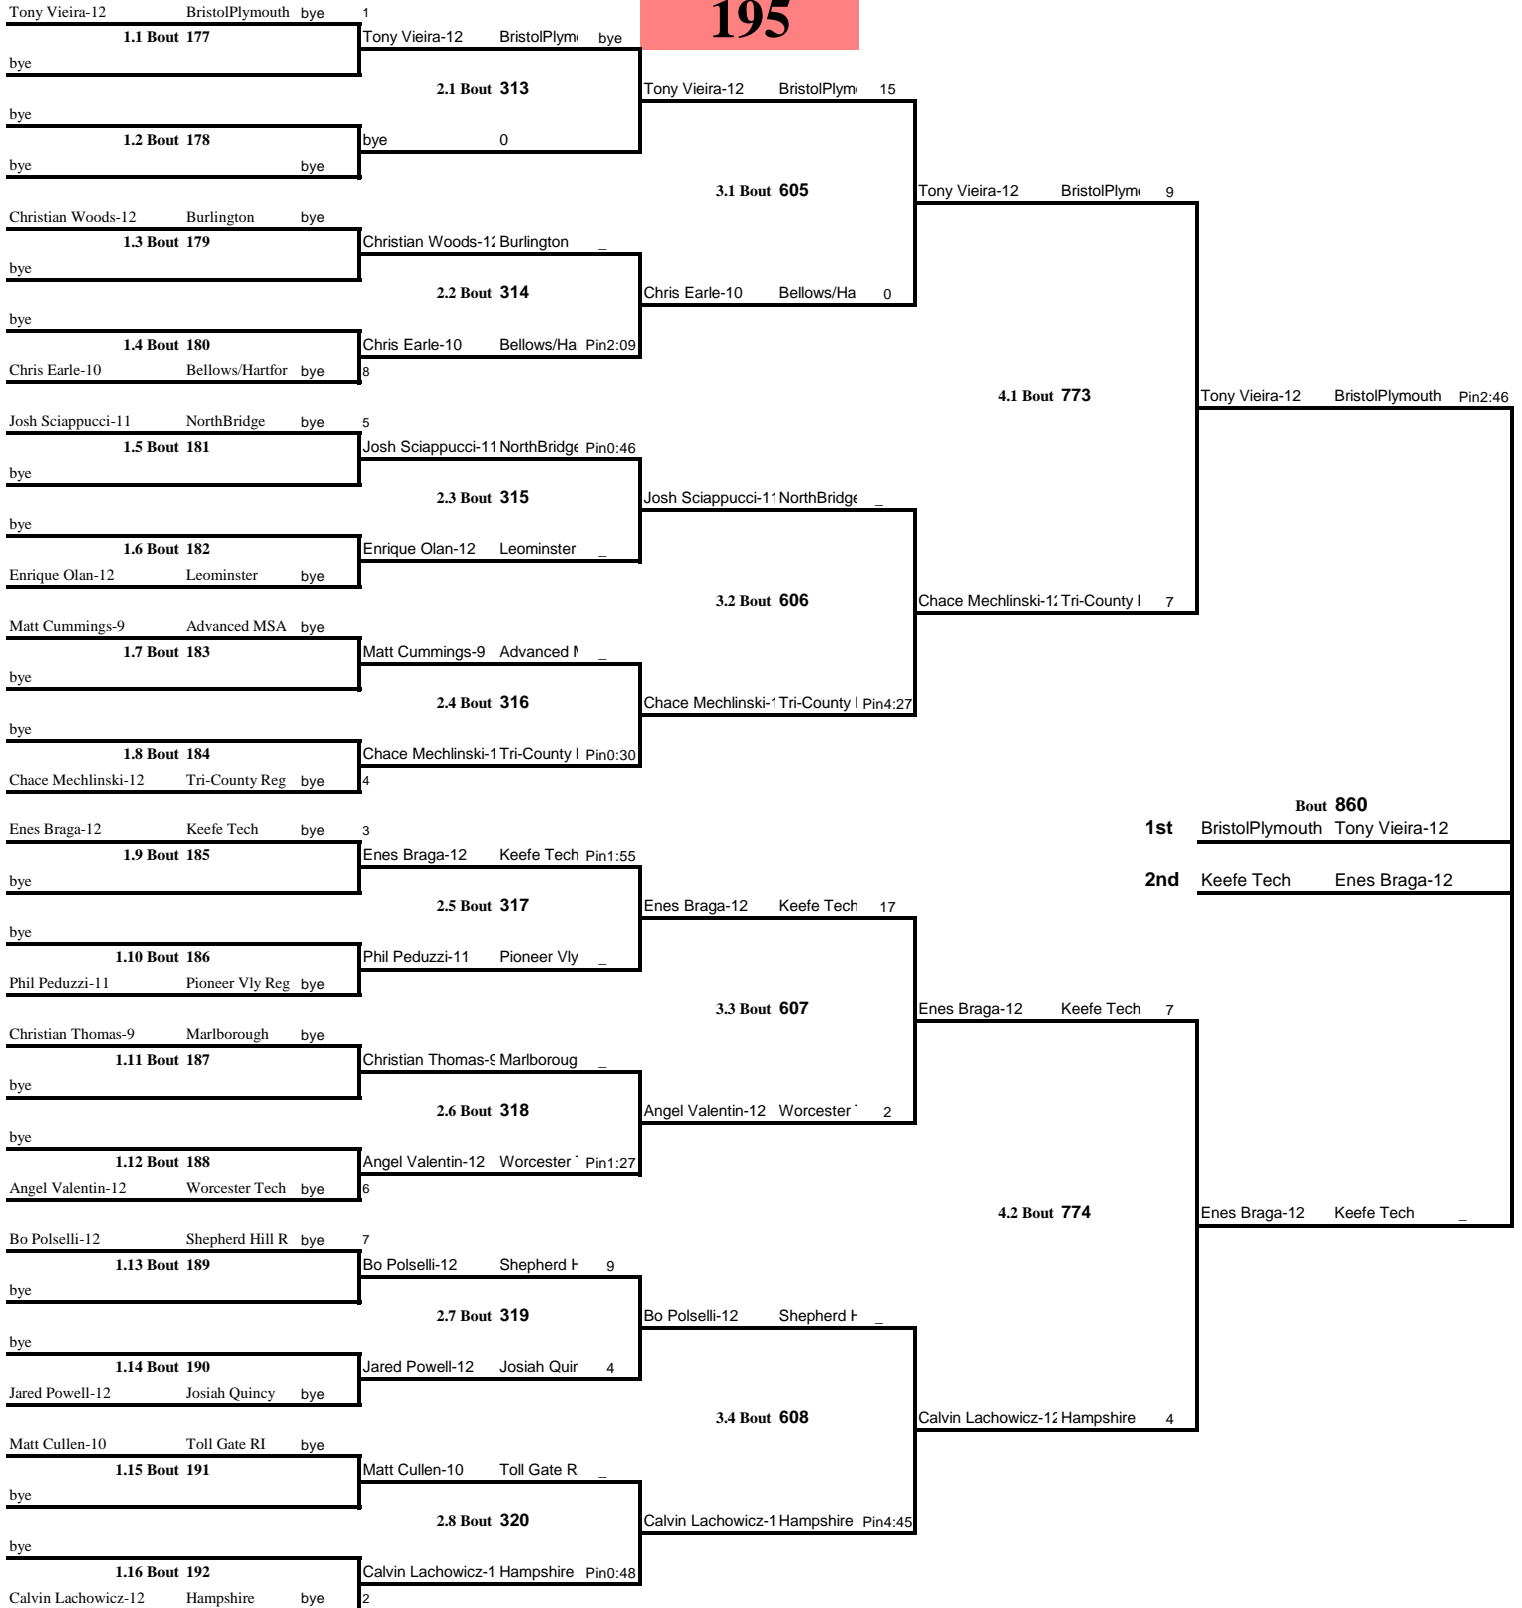 195
Tony Vieira-12 BristolPlymouth bye 1
1.1 Bout 177
bye
bye
1.2 Bout 178
bye bye
Christian Woods-12 Burlington bye
1.3 Bout 179
bye
bye
1.4 Bout 180
Chris Earle-10 Bellows/Hartfor bye 8
Josh Sciappucci-11 NorthBridge bye 5
1.5 Bout 181
bye
bye
1.6 Bout 182
Enrique Olan-12 Leominster bye
Matt Cummings-9 Advanced MSA bye
1.7 Bout 183
bye
bye
1.8 Bout 184
Chace Mechlinski-12 Tri-County Reg bye 4
Enes Braga-12 Keefe Tech bye 3
1.9 Bout 185
bye
bye
1.10 Bout 186
Phil Peduzzi-11 Pioneer Vly Reg bye
Christian Thomas-9 Marlborough bye
1.11 Bout 187
bye
bye
1.12 Bout 188
Angel Valentin-12 Worcester Tech bye 6
Bo Polselli-12 Shepherd Hill R bye 7
1.13 Bout 189
bye
bye
1.14 Bout 190
Jared Powell-12 Josiah Quincy bye
Matt Cullen-10 Toll Gate RI bye
1.15 Bout 191
bye
bye
1.16 Bout 192
Calvin Lachowicz-12 Hampshire bye 2
Tony Vieira-12 BristolPlym bye
2.1 Bout 313
bye 0
Christian Woods-12 Burlington _
2.2 Bout 314
Chris Earle-10 Bellows/Ha Pin2:09
Josh Sciappucci-11 NorthBridge Pin0:46
2.3 Bout 315
Enrique Olan-12 Leominster _
Matt Cummings-9 Advanced M _
2.4 Bout 316
Chace Mechlinski-1 Tri-County Pin0:30
Enes Braga-12 Keefe Tech Pin1:55
2.5 Bout 317
Phil Peduzzi-11 Pioneer Vly _
Christian Thomas-9 Marlboroug _
2.6 Bout 318
Angel Valentin-12 Worcester Pin1:27
Bo Polselli-12 Shepherd H 9
2.7 Bout 319
Jared Powell-12 Josiah Quin 4
Matt Cullen-10 Toll Gate R _
2.8 Bout 320
Calvin Lachowicz-1 Hampshire Pin0:48
Tony Vieira-12 BristolPlym 15
3.1 Bout 605
Chris Earle-10 Bellows/Ha 0
Josh Sciappucci-11 NorthBridge _
3.2 Bout 606
Chace Mechlinski-1 Tri-County Pin4:27
Enes Braga-12 Keefe Tech 17
3.3 Bout 607
Angel Valentin-12 Worcester 2
Bo Polselli-12 Shepherd H _
3.4 Bout 608
Calvin Lachowicz-1 Hampshire Pin4:45
Tony Vieira-12 BristolPlym 9
4.1 Bout 773
Chace Mechlinski-12 Tri-County 7
Enes Braga-12 Keefe Tech 7
4.2 Bout 774
Calvin Lachowicz-12 Hampshire 4
Tony Vieira-12 BristolPlymouth Pin2:46
Bout 860
1st BristolPlymouth Tony Vieira-12
2nd Keefe Tech Enes Braga-12
Enes Braga-12 Keefe Tech _